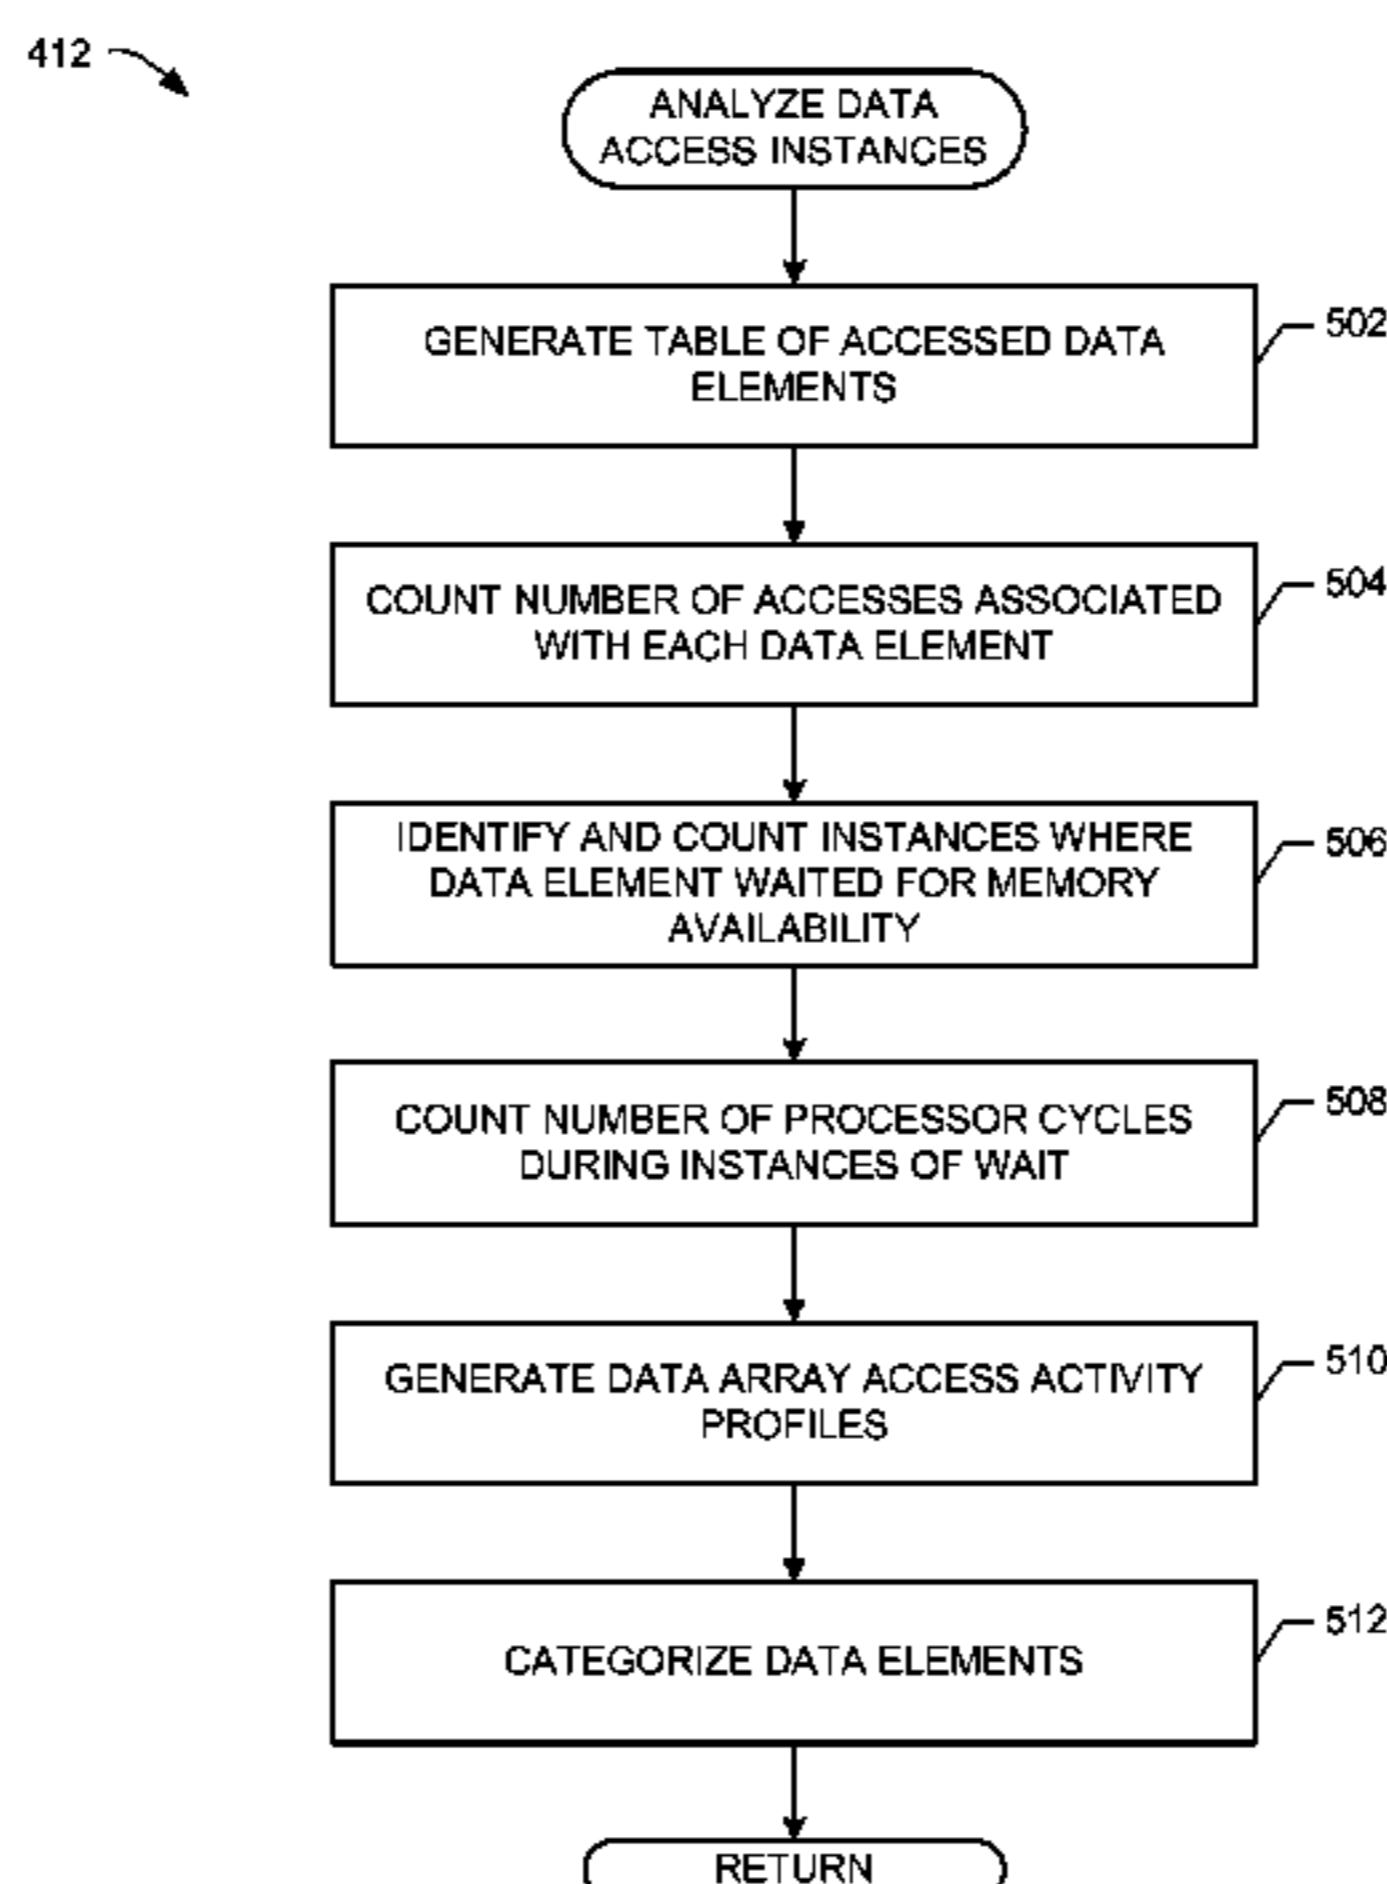 412
ANALYZE DATA
ACCESS INSTANCES
GENERATE TABLE OF ACCESSED DATA
ELEMENTS
502
COUNT NUMBER OF ACCESSES ASSOCIATED
WITH EACH DATA ELEMENT
504
IDENTIFY AND COUNT INSTANCES WHERE
DATA ELEMENT WAITED FOR MEMORY
AVAILABILITY
506
COUNT NUMBER OF PROCESSOR CYCLES
DURING INSTANCES OF WAIT
508
GENERATE DATA ARRAY ACCESS ACTIVITY
PROFILES
510
CATEGORIZE DATA ELEMENTS
512
RETURN